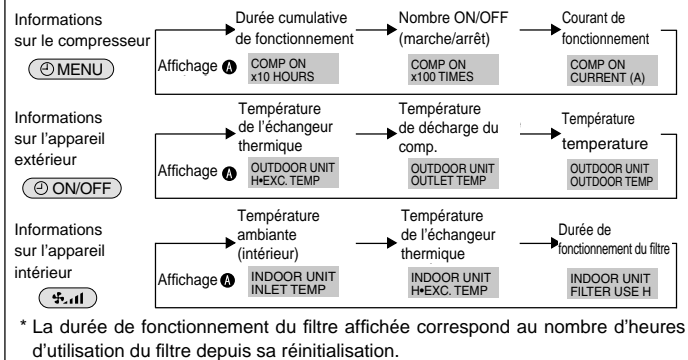 Informations
sur le compresseur
MENU
Affichage A
Durée cumulative
de fonctionnement
COMP ON
x10 HOURS
Nombre ON/OFF
(marche/arrêt)
COMP ON
x100 TIMES
Courant de
fonctionnement
COMP ON
CURRENT (A)
Informations
sur l'appareil
extérieur
ON/OFF
Affichage A
Température
de l'échangeur
thermique
OUTDOOR UNIT
H•EXC. TEMP
Température
de décharge du
comp.
OUTDOOR UNIT
OUTLET TEMP
Température
temperature
OUTDOOR UNIT
OUTDOOR TEMP
Informations
sur l'appareil
intérieur
Affichage A
Température
ambiante
(intérieur)
INDOOR UNIT
INLET TEMP
Température
de l'échangeur
thermique
INDOOR UNIT
H•EXC. TEMP
Durée de
fonctionnement du filtre
INDOOR UNIT
FILTER USE H
* La durée de fonctionnement du filtre affichée correspond au nombre d'heures
d'utilisation du filtre depuis sa réinitialisation.